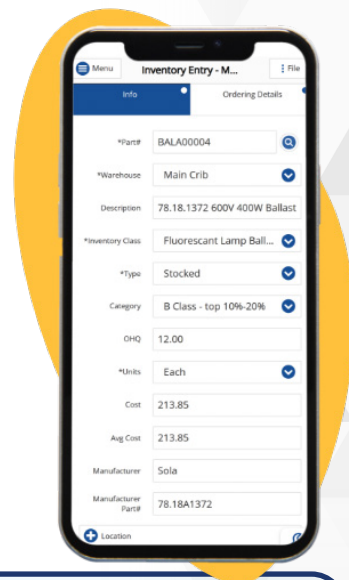 Menu Inventory Entry - M... File
Info Ordering Details
*Part# BALA00004
*Warehouse Main Crib
Description 78.18.1372 600V 400W Ballast
*Inventory Class Fluorescant Lamp Ball...
*Type Stocked
Category B Class - top 10%-20%
OHQ 12.00
*Units Each
Cost 213.85
Avg Cost 213.85
Manufacturer Sola
Manufacturer
Part# 78.18A1372
Location